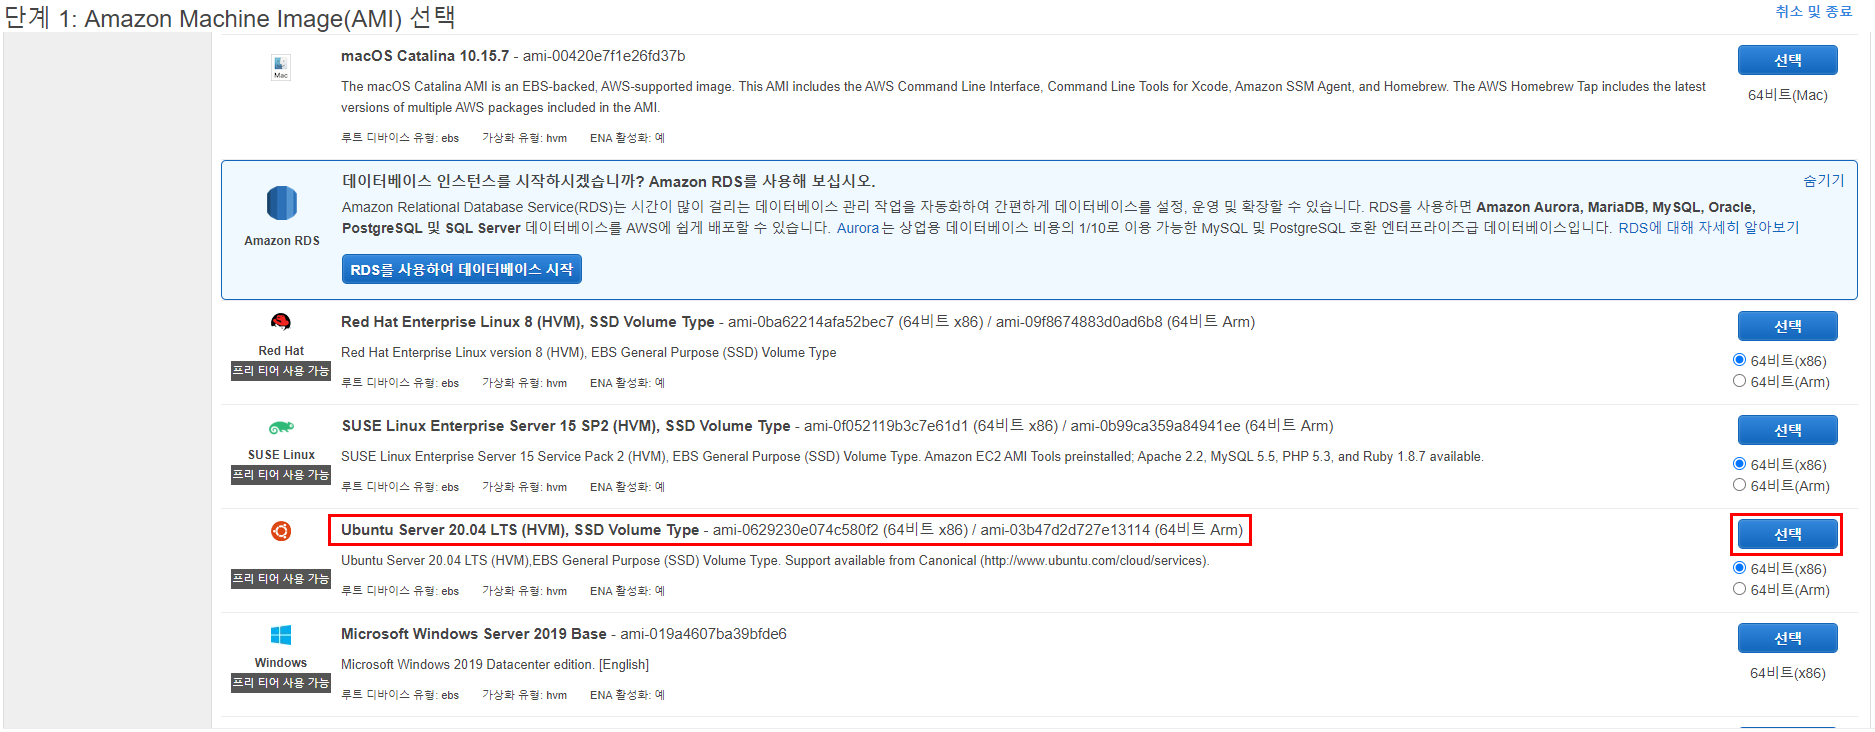 단계 1: Amazon Machine Image(AMI) 선택
취소 및 종료
Mac
macOS Catalina 10.15.7 - ami-00420e7f1e26fd37b
The macOS Catalina AMI is an EBS-backed, AWS-supported image. This AMI includes the AWS Command Line Interface, Command Line Tools for Xcode, Amazon SSM Agent, and Homebrew. The AWS Homebrew Tap includes the latest
versions of multiple AWS packages included in the AMI.
루트 디바이스 유형: ebs 가상화 유형: hvm ENA 활성화: 예
선택
64비트(Mac)
Amazon RDS
데이터베이스 인스턴스를 시작하시겠습니까? Amazon RDS를 사용해 보십시오.
숨기기
Amazon Relational Database Service(RDS)는 시간이 많이 걸리는 데이터베이스 관리 작업을 자동화하여 간편하게 데이터베이스를 설정, 운영 및 확장할 수 있습니다. RDS를 사용하면 Amazon Aurora, MariaDB, MySQL, Oracle,
PostgreSQL 및 SQL Server 데이터베이스를 AWS에 쉽게 배포할 수 있습니다. Aurora는 상업용 데이터베이스 비용의 1/10로 이용 가능한 MySQL 및 PostgreSQL 호환 엔터프라이즈급 데이터베이스입니다. RDS에 대해 자세히 알아보기
RDS를 사용하여 데이터베이스 시작
Red Hat
프리 티어 사용 가능
Red Hat Enterprise Linux 8 (HVM), SSD Volume Type - ami-0ba62214afa52bec7 (64비트 x86) / ami-09f8674883d0ad6b8 (64비트 Arm)
Red Hat Enterprise Linux version 8 (HVM), EBS General Purpose (SSD) Volume Type
루트 디바이스 유형: ebs 가상화 유형: hvm ENA 활성화: 예
선택
64비트(x86)
64비트(Arm)
SUSE Linux
프리 티어 사용 가능
SUSE Linux Enterprise Server 15 SP2 (HVM), SSD Volume Type - ami-0f052119b3c7e61d1 (64비트 x86) / ami-0b99ca359a84941ee (64비트 Arm)
SUSE Linux Enterprise Server 15 Service Pack 2 (HVM), EBS General Purpose (SSD) Volume Type. Amazon EC2 AMI Tools preinstalled; Apache 2.2, MySQL 5.5, PHP 5.3, and Ruby 1.8.7 available.
루트 디바이스 유형: ebs 가상화 유형: hvm ENA 활성화: 예
선택
64비트(x86)
64비트(Arm)
프리 티어 사용 가능
Ubuntu Server 20.04 LTS (HVM), SSD Volume Type - ami-0629230e074c580f2 (64비트 x86) / ami-03b47d2d727e13114 (64비트 Arm)
Ubuntu Server 20.04 LTS (HVM),EBS General Purpose (SSD) Volume Type. Support available from Canonical (http://www.ubuntu.com/cloud/services).
루트 디바이스 유형: ebs 가상화 유형: hvm ENA 활성화: 예
선택
64비트(x86)
64비트(Arm)
Windows
프리 티어 사용 가능
Microsoft Windows Server 2019 Base - ami-019a4607ba39bfde6
Microsoft Windows 2019 Datacenter edition. [English]
루트 디바이스 유형: ebs 가상화 유형: hvm ENA 활성화: 예
선택
64비트(x86)